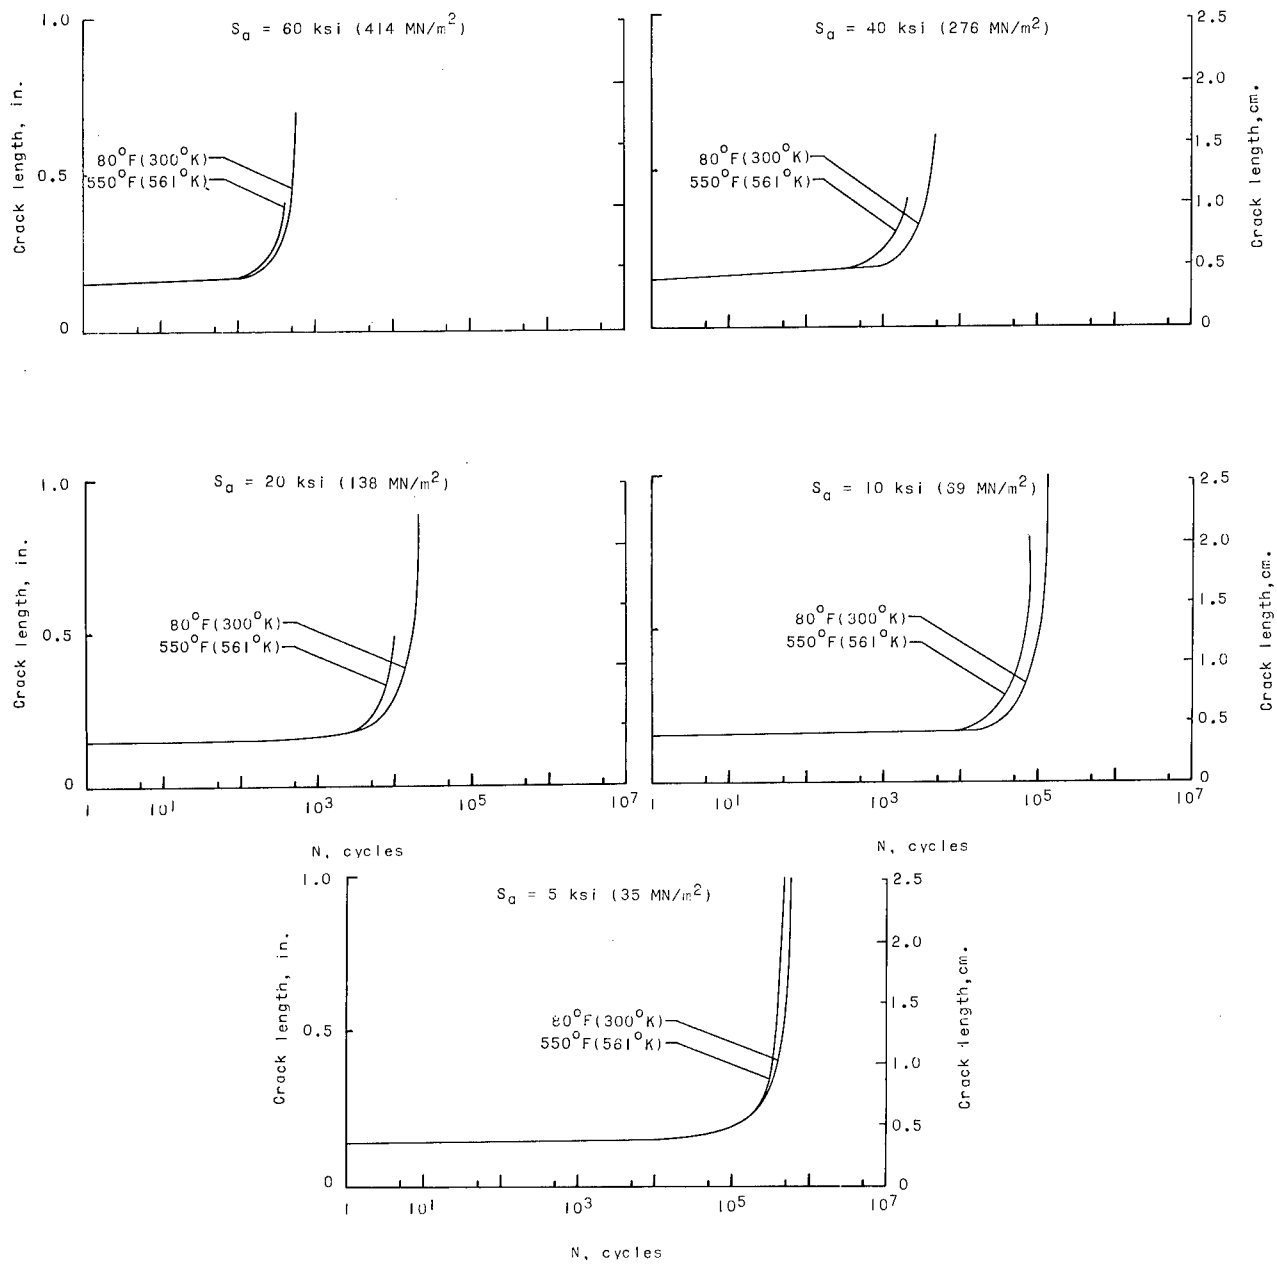 S_a = 60 ksi (414 MN/m²)
1.0
Crack length, in.
80°F(300°K)
550°F(561°K)
0.5
0
S_a = 40 ksi (276 MN/m²)
2.5
2.0
Crack length,cm.
1.5
80°F(300°K)
550°F(561°K)
1.0
0.5
0
S_a = 20 ksi (138 MN/m²)
1.0
Crack length, in.
80°F(300°K)
0.5
550°F(561°K)
0
1 10¹ 10³ 10⁵ 10⁷
N, cycles
S_a = 10 ksi (69 MN/m²)
2.5
2.0
Crack length,cm.
1.5
80°F(300°K)
550°F(561°K)
1.0
0.5
0
1 10¹ 10³ 10⁵ 10⁷
N, cycles
S_a = 5 ksi (35 MN/m²)
1.0
2.5
Crack length, in.
2.0
Crack length,cm.
1.5
80°F(300°K)
0.5
550°F(561°K)
1.0
0.5
0
0
1 10¹ 10³ 10⁵ 10⁷
N, cycles